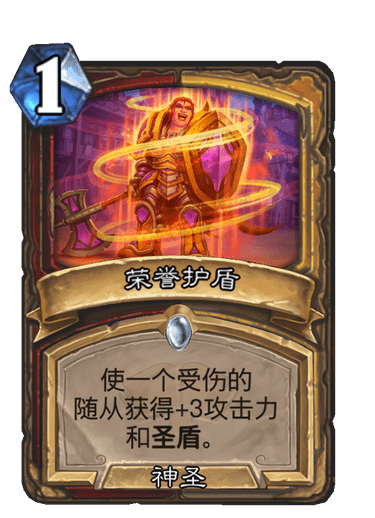 1
荣誉护盾
使一个受伤的
随从获得+3攻击力
和圣盾。
神圣